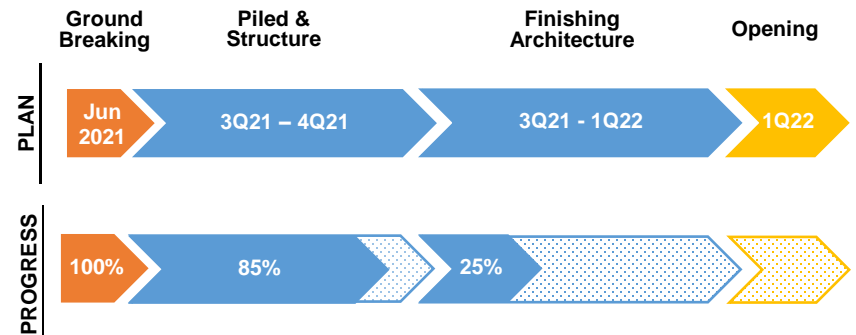 Ground
Breaking
Piled &
Structure
Finishing
Architecture
Opening
PLAN
Jun
2021
3Q21 – 4Q21
3Q21 - 1Q22
1Q22
PROGRESS
100%
85%
25%